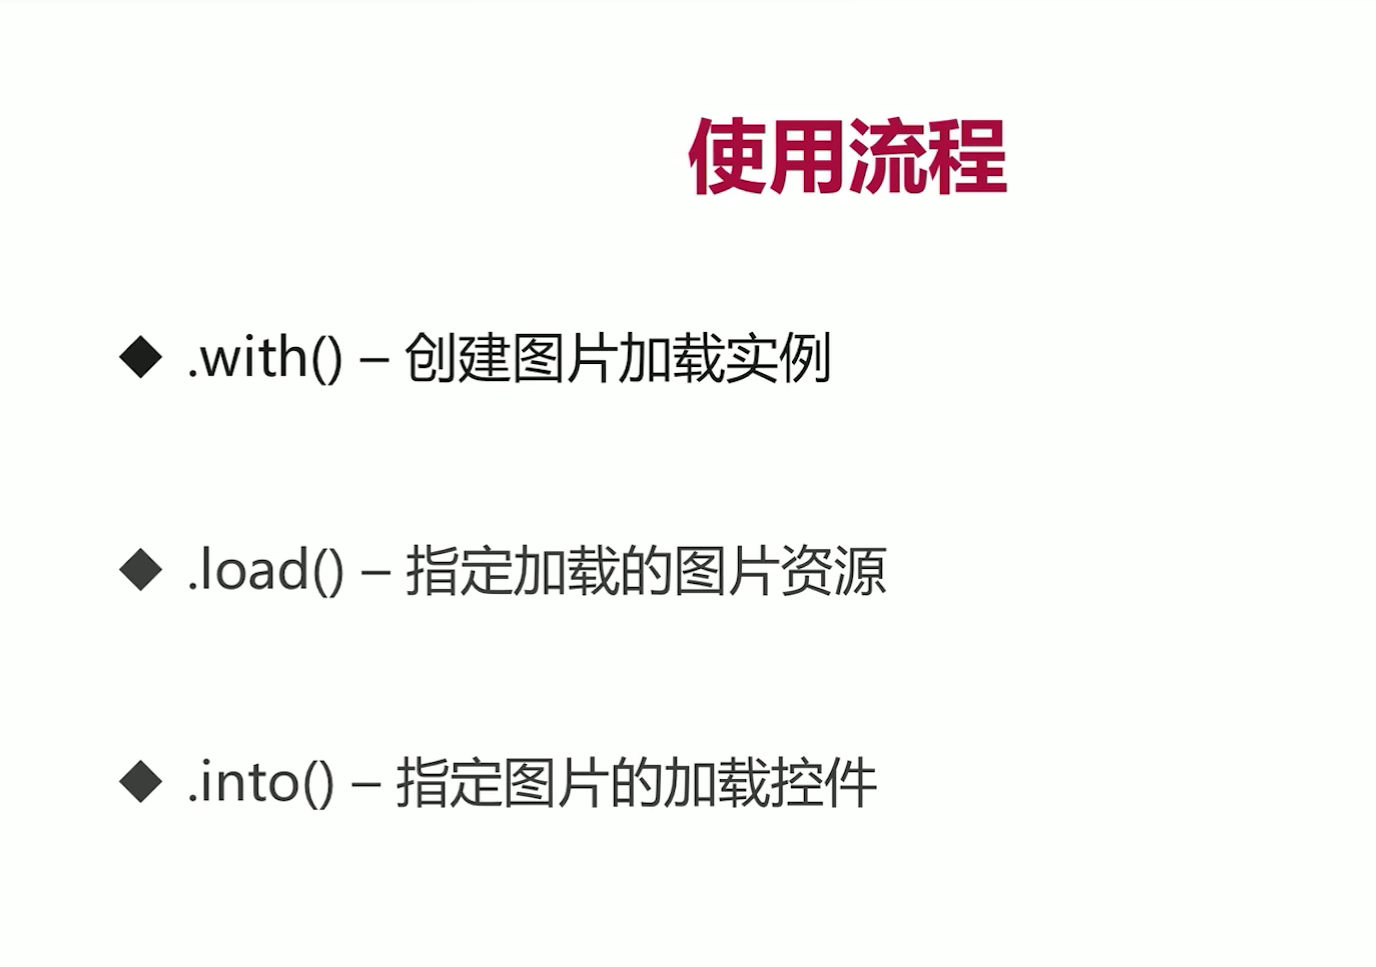 使用流程
◆ .with() – 创建图片加载实例
◆ .load() – 指定加载的图片资源
◆ .into() – 指定图片的加载控件